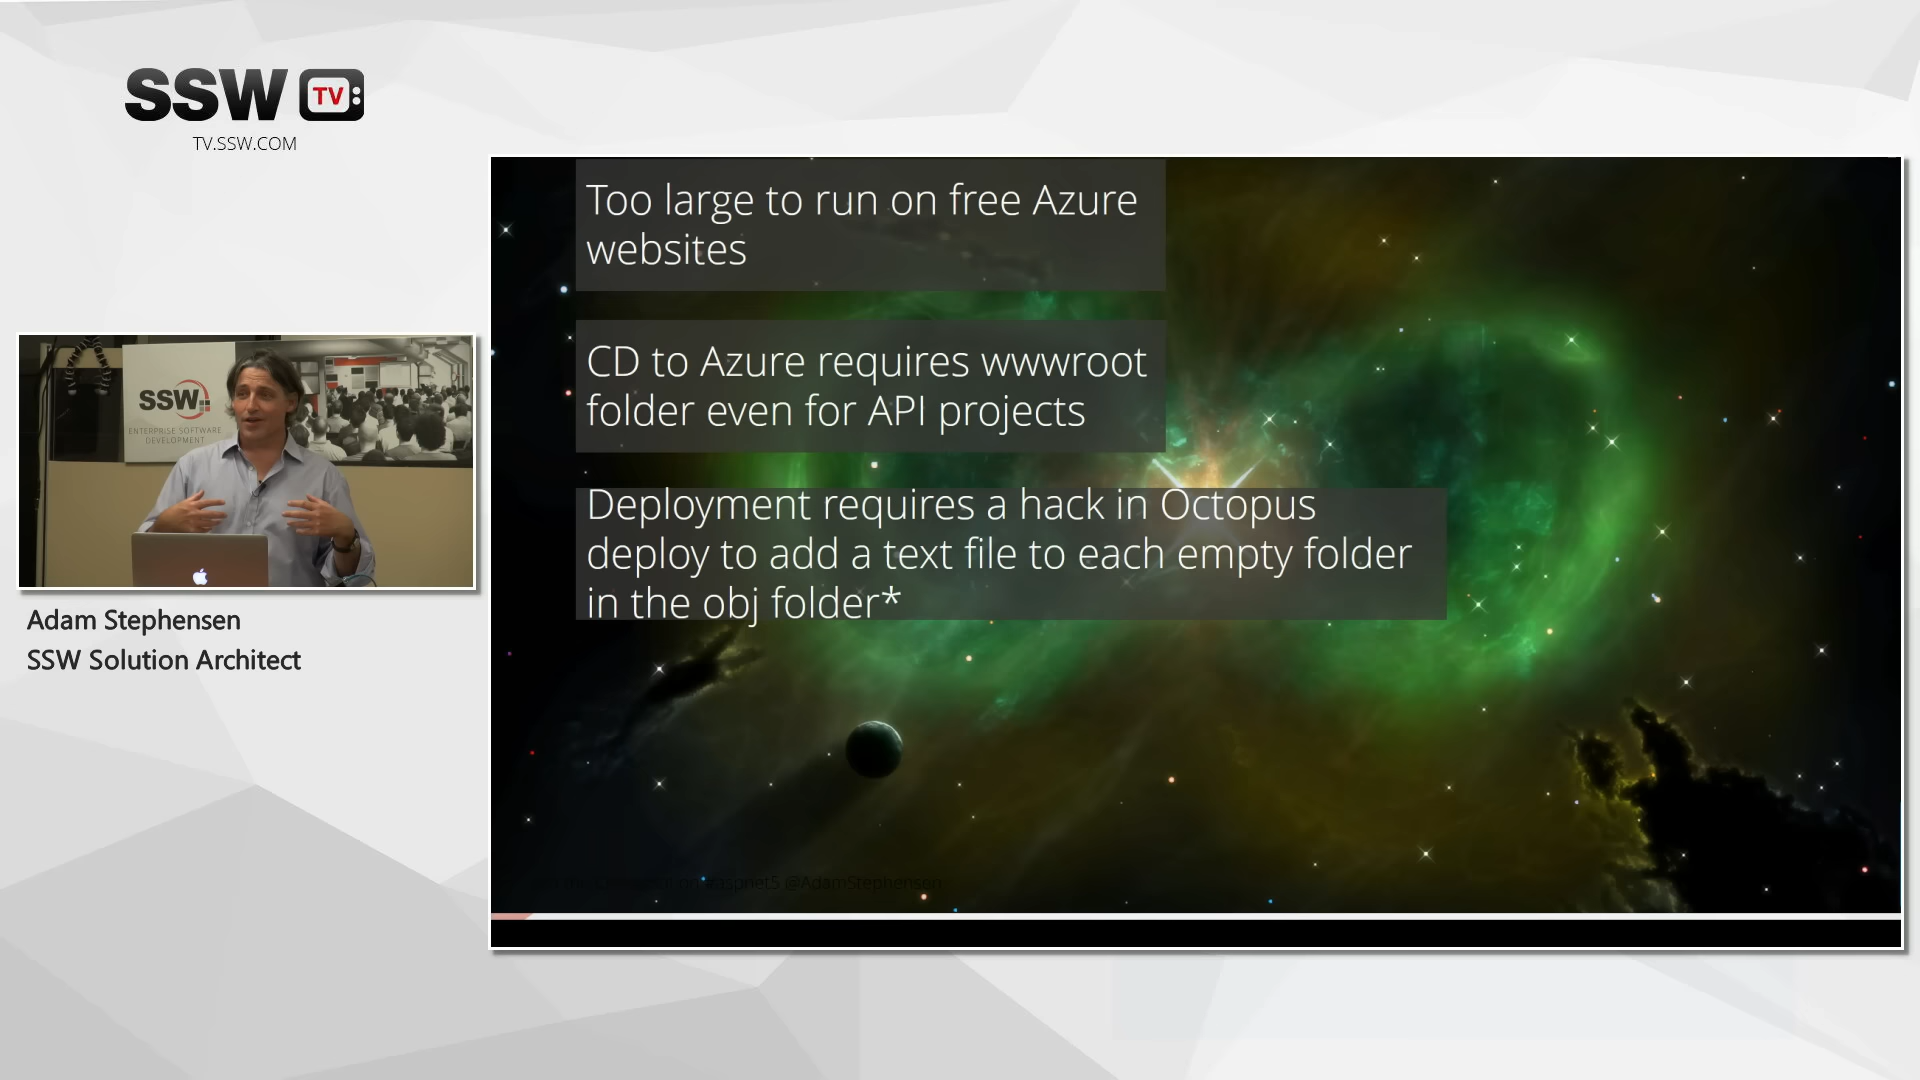 SSW TV
TV.SSW.COM
Too large to run on free Azure
websites
CD to Azure requires wwwroot
folder even for API projects
Deployment requires a hack in Octopus
deploy to add a text file to each empty folder
in the obj folder*
SSW
ENTERPRISE SOFTWARE
DEVELOPMENT
Adam Stephensen
SSW Solution Architect
#aspnet5 @AdamStephensen